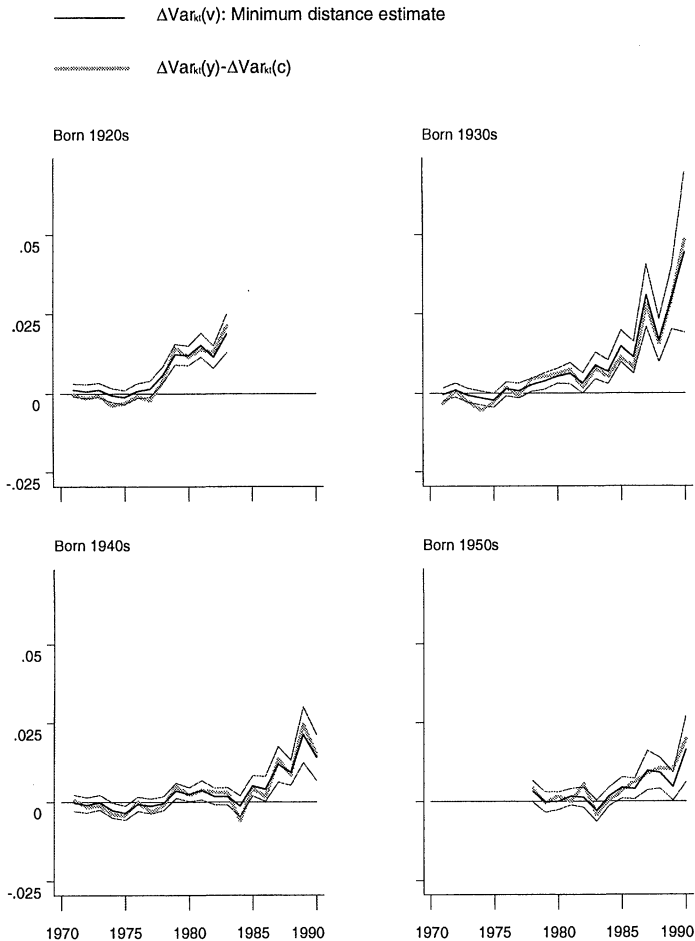 ΔVarₖₜ(v): Minimum distance estimate
ΔVarₖₜ(y)-ΔVarₖₜ(c)
Born 1920s
Born 1930s
.05
.025
0
-.025
Born 1940s
Born 1950s
.05
.025
0
-.025
1970 1975 1980 1985 1990
1970 1975 1980 1985 1990